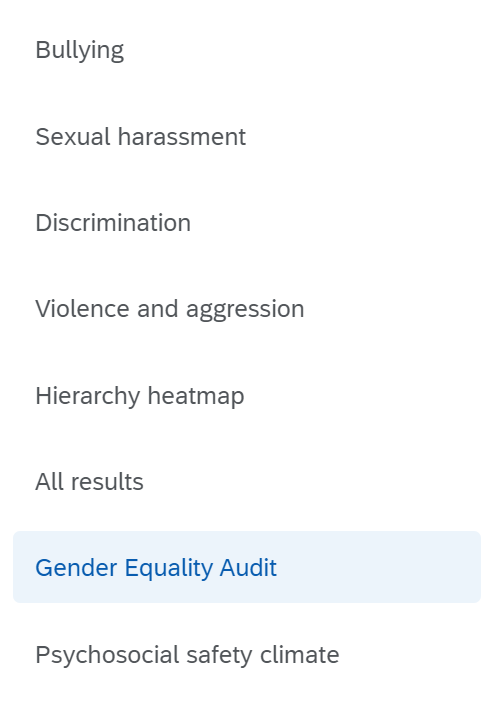 Bullying
Sexual harassment
Discrimination
Violence and aggression
Hierarchy heatmap
All results
Gender Equality Audit
Psychosocial safety climate